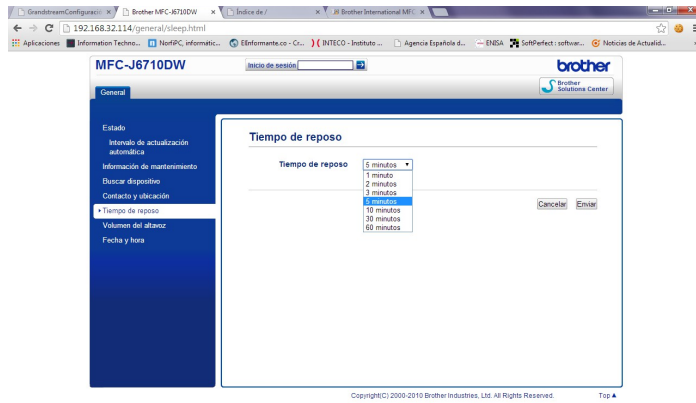 GrandstreamConfiguració
Brother MFC-J6710DW
Índice de /
Brother International MFC
192.168.32.114/general/sleep.html
Aplicaciones
Information Techno...
NorfiPC, informátic...
ElInformante.co - Cr...
INTECO - Instituto ...
Agencia Española d...
ENISA
SoftPerfect : softwar...
Noticias de Actualid...
MFC-J6710DW
Inicio de sesión
brother
General
Brother
Solutions Center
Estado
Intervalo de actualización
automática
Información de mantenimiento
Buscar dispositivo
Contacto y ubicación
Tiempo de reposo
Volumen del altavoz
Fecha y hora
Tiempo de reposo
Tiempo de reposo
5 minutos
1 minuto
2 minutos
3 minutos
5 minutos
10 minutos
30 minutos
60 minutos
Cancelar
Enviar
Copyright(C) 2000-2010 Brother Industries, Ltd. All Rights Reserved.
Top